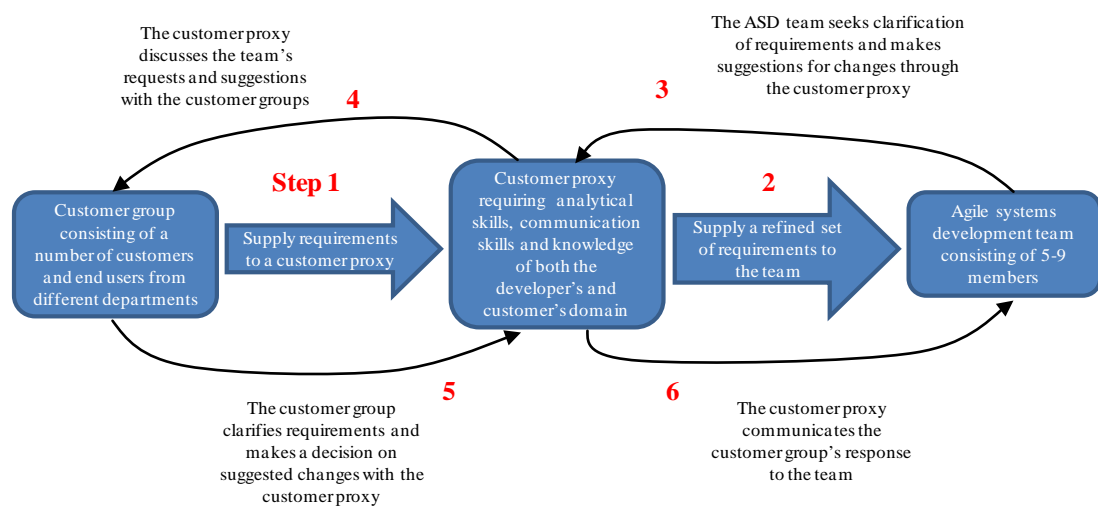 The customer proxy
discusses the team's
requests and suggestions
with the customer groups
4
The ASD team seeks clarification
of requirements and makes
suggestions for changes through
the customer proxy
3
Step 1
2
Customer group
consisting of a
number of customers
and end users from
different departments
Supply requirements
to a customer proxy
Customer proxy
requiring analytical
skills, communication
skills and knowledge
of both the
developer's and
customer's domain
Supply a refined set
of requirements to
the team
Agile systems
development team
consisting of 5-9
members
5
The customer group
clarifies requirements and
makes a decision on
suggested changes with the
customer proxy
6
The customer proxy
communicates the
customer group's response
to the team